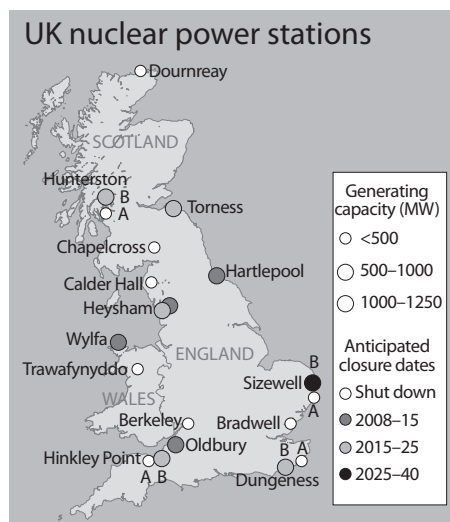 UK nuclear power stations
Dournreay
SCOTLAND
Hunterston
B
A
Torness
Chapelcross
Hartlepool
Calder Hall
Heysham
Wylfa
ENGLAND
Trawafynyddo
WALES
B
Sizewell
A
Berkeley
Bradwell
Oldbury
Hinkley Point
A B
B A
Dungeness
Generating
capacity (MW)
<500
500–1000
1000–1250
Anticipated
closure dates
Shut down
2008–15
2015–25
2025–40